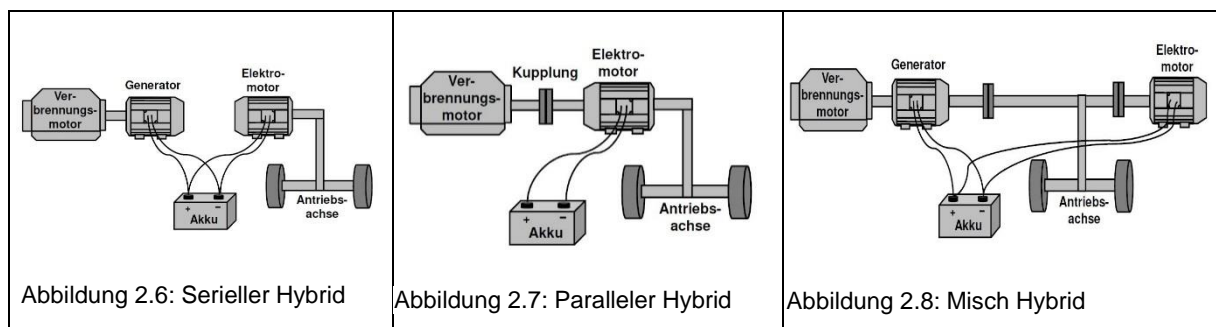 Generator
Elektro-
motor
Ver-
brennungs-
motor
+ −
Akku
Antriebs-
achse
Abbildung 2.6: Serieller Hybrid
Kupplung
Elektro-
motor
Ver-
brennungs-
motor
+ −
Akku
Antriebs-
achse
Abbildung 2.7: Paralleler Hybrid
Generator
Elektro-
motor
Ver-
brennungs-
motor
+ −
Akku
Antriebs-
achse
Abbildung 2.8: Misch Hybrid